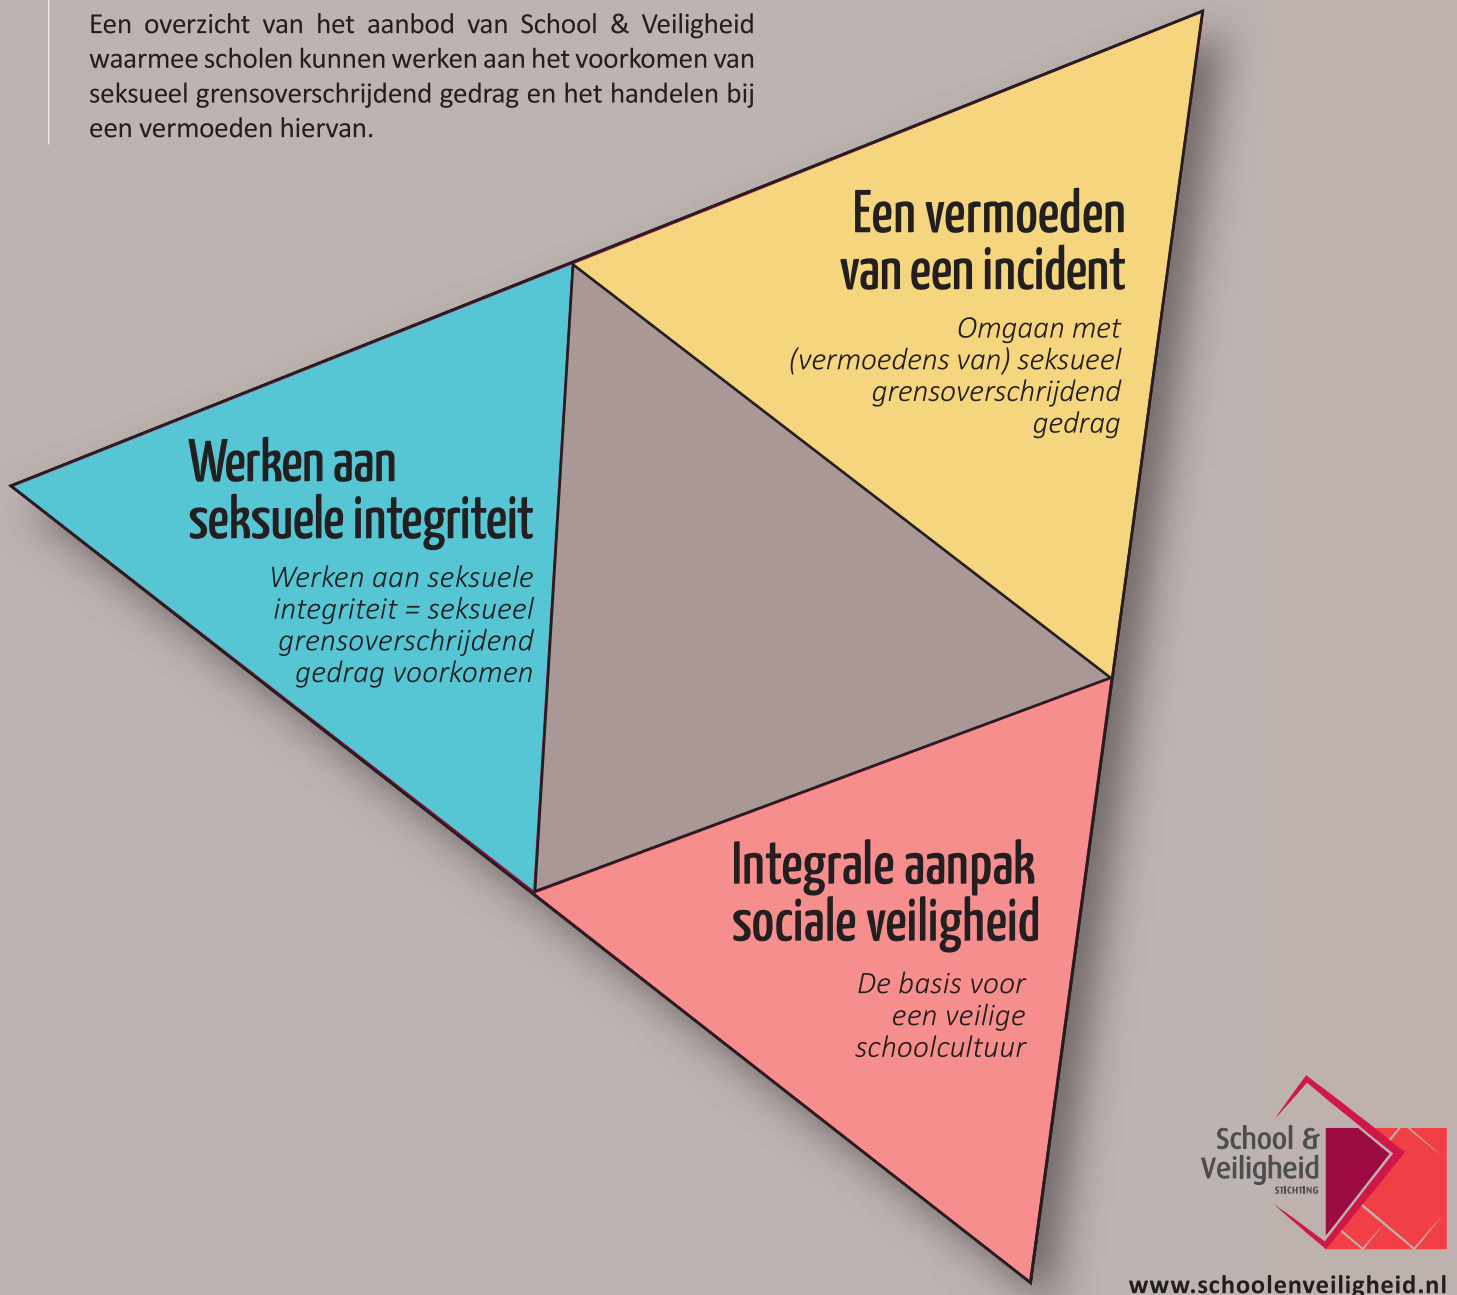 Een overzicht van het aanbod van School & Veiligheid
waarmee scholen kunnen werken aan het voorkomen van
seksueel grensoverschrijdend gedrag en het handelen bij
een vermoeden hiervan.
Een vermoeden
van een incident
Omgaan met
(vermoedens van) seksueel
grensoverschrijdend
gedrag
Werken aan
seksuele integriteit
Werken aan seksuele
integriteit = seksueel
grensoverschrijdend
gedrag voorkomen
Integrale aanpak
sociale veiligheid
De basis voor
een veilige
schoolcultuur
School &
Veiligheid
STICHTING
www.schoolenveiligheid.nl